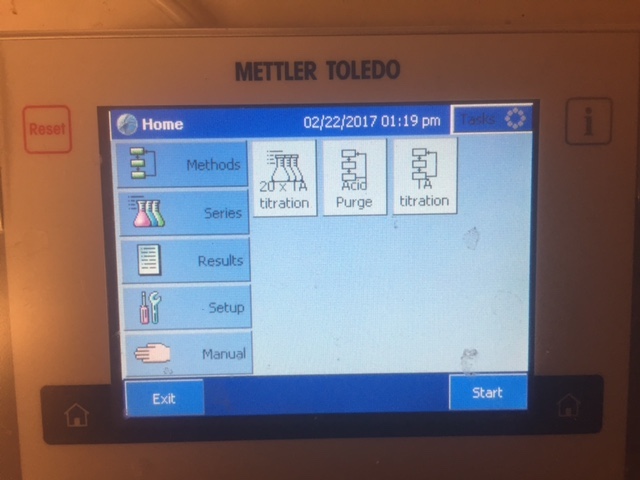 METTLER TOLEDO
Reset
i
Home
02/22/2017 01:19 pm
Tasks
Methods
Series
Results
Setup
Manual
20 x TA
titration
Acid
Purge
TA
titration
Exit
Start